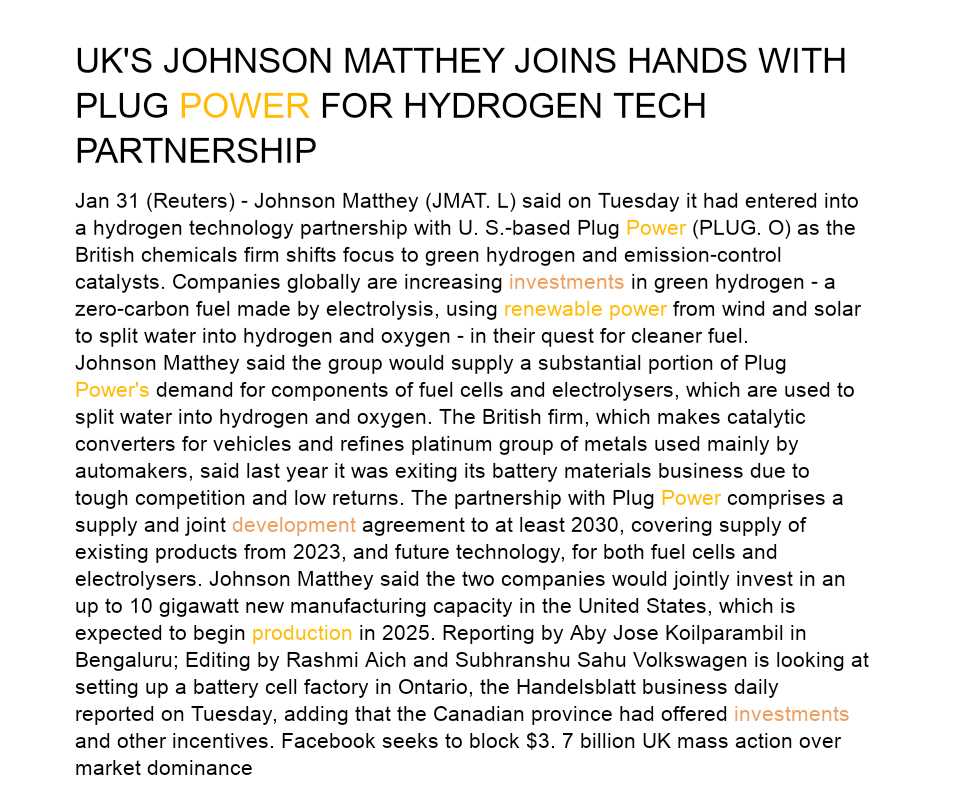 UK'S JOHNSON MATTHEY JOINS HANDS WITH
PLUG POWER FOR HYDROGEN TECH
PARTNERSHIP
Jan 31 (Reuters) - Johnson Matthey (JMAT. L) said on Tuesday it had entered into
a hydrogen technology partnership with U. S.-based Plug Power (PLUG. O) as the
British chemicals firm shifts focus to green hydrogen and emission-control
catalysts. Companies globally are increasing investments in green hydrogen - a
zero-carbon fuel made by electrolysis, using renewable power from wind and solar
to split water into hydrogen and oxygen - in their quest for cleaner fuel.
Johnson Matthey said the group would supply a substantial portion of Plug
Power's demand for components of fuel cells and electrolysers, which are used to
split water into hydrogen and oxygen. The British firm, which makes catalytic
converters for vehicles and refines platinum group of metals used mainly by
automakers, said last year it was exiting its battery materials business due to
tough competition and low returns. The partnership with Plug Power comprises a
supply and joint development agreement to at least 2030, covering supply of
existing products from 2023, and future technology, for both fuel cells and
electrolysers. Johnson Matthey said the two companies would jointly invest in an
up to 10 gigawatt new manufacturing capacity in the United States, which is
expected to begin production in 2025. Reporting by Aby Jose Koilparambil in
Bengaluru; Editing by Rashmi Aich and Subhranshu Sahu Volkswagen is looking at
setting up a battery cell factory in Ontario, the Handelsblatt business daily
reported on Tuesday, adding that the Canadian province had offered investments
and other incentives. Facebook seeks to block $3. 7 billion UK mass action over
market dominance